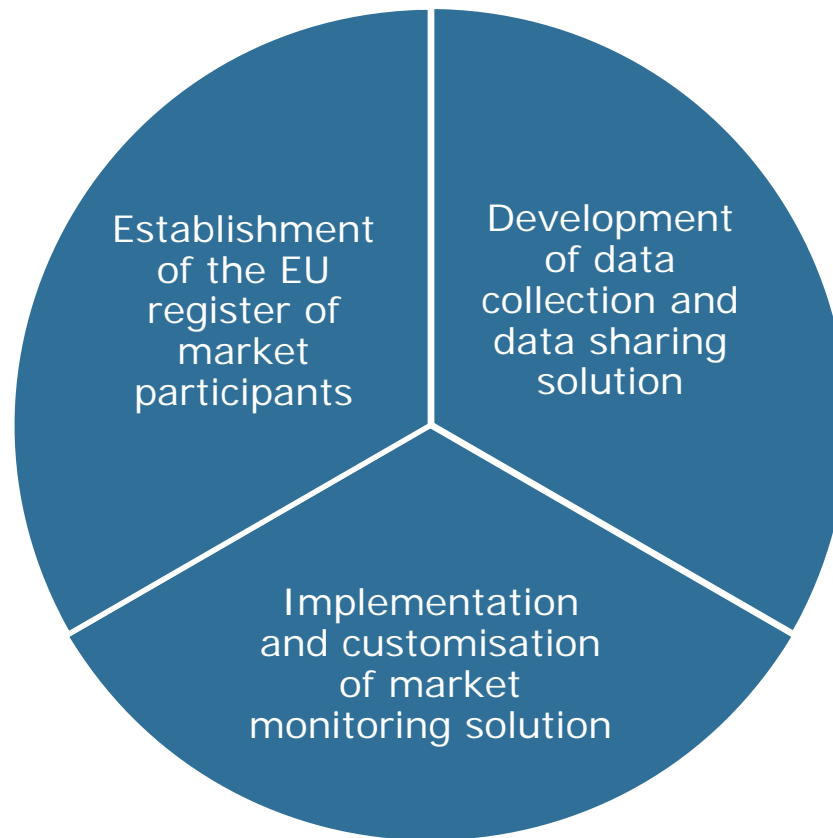 Establishment
of the EU
register of
market
participants
Development
of data
collection and
data sharing
solution
Implementation
and customisation
of market
monitoring solution